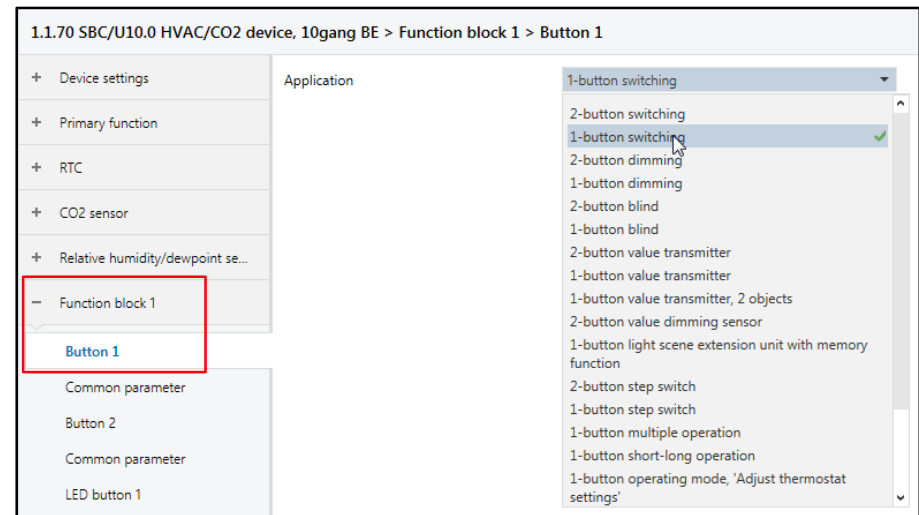 1.1.70 SBC/U10.0 HVAC/CO2 device, 10gang BE > Function block 1 > Button 1
+ Device settings
+ Primary function
+ RTC
+ CO2 sensor
+ Relative humidity/dewpoint se...
− Function block 1
Button 1
Common parameter
Button 2
Common parameter
LED button 1
Application
1-button switching
2-button switching
1-button switching
2-button dimming
1-button dimming
2-button blind
1-button blind
2-button value transmitter
1-button value transmitter
1-button value transmitter, 2 objects
2-button value dimming sensor
1-button light scene extension unit with memory
function
2-button step switch
1-button step switch
1-button multiple operation
1-button short-long operation
1-button operating mode, 'Adjust thermostat
settings'